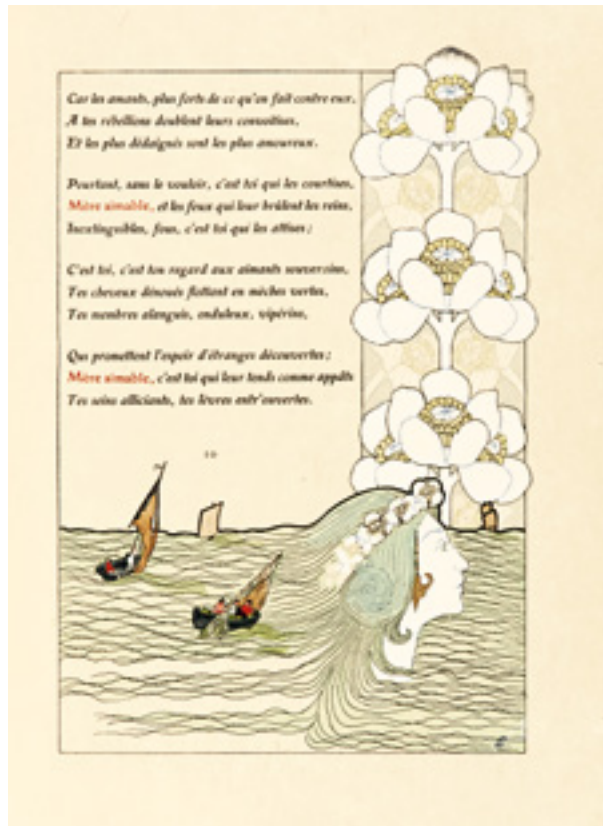 Car les amants, plus forts de ce qu'on fait contre eux,
A tes rébellions doublent leurs convoitises,
Et les plus dédaignés sont les plus amoureux.
Pourtant, sans le vouloir, c'est toi qui les courtises,
Mère aimable, et les feux qui leur brûlent les reins,
Inextinguibles, fous, c'est toi qui les attises ;
C'est toi, c'est ton regard aux aimants souverains,
Tes cheveux dénoués flottant en mèches vertes,
Tes membres alanguis, onduleux, vipérins,
Qui promettent l'espoir d'étranges découvertes ;
Mère aimable, c'est toi qui leur tends comme appâts
Tes seins alliciants, tes lèvres entr'ouvertes.